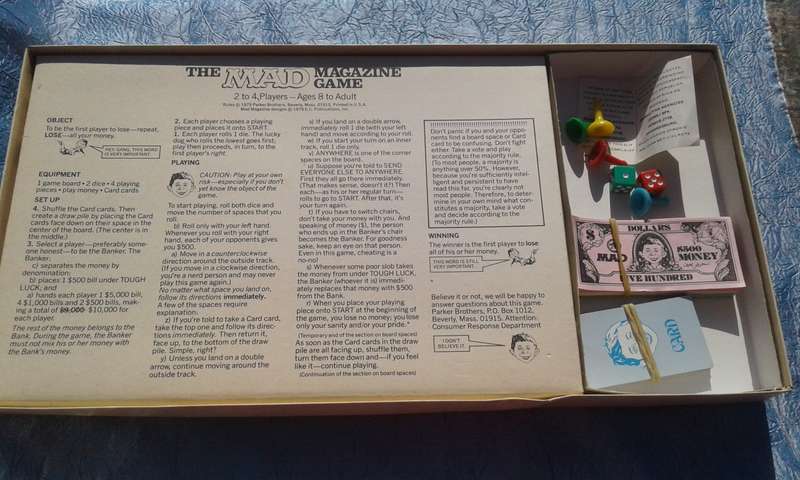 THE MAD MAGAZINE
GAME
2 to 4 Players — Ages 8 to Adult
Rules © 1979 Parker Brothers, Beverly, Mass. 01915. Printed in U.S.A.
OBJECT
To be the first player to lose—repeat,
LOSE—all your money.
HEY, GANG, THIS WORD
IS VERY IMPORTANT.
EQUIPMENT
1 game board • 2 dice • 4 playing
pieces • play money • Card cards
SET UP
4. Shuffle the Card cards. Then
create a draw pile by placing the Card
cards face down on their space in the
center of the board. (The center is in
the middle.)
3. Select a player—preferably some-
one honest—to be the Banker. The
Banker:
c) separates the money by
denomination:
b) places 1 $500 bill under TOUGH
LUCK, and
a) hands each player 1 $5,000 bill,
4 $1,000 bills and 2 $500 bills, mak-
ing a total of $9,000 $10,000 for
each player.
The rest of the money belongs to the
Bank. During the game, the Banker
must not mix his or her money with
the Bank's money.
2. Each player chooses a playing
piece and places it onto START.
1. Each player rolls 1 die. The lucky
dog who rolls the lowest goes first;
play then proceeds, in turn, to the
first player's right.
PLAYING
CAUTION: Play at your own
risk—especially if you don't
yet know the object of the
game.
To start playing, roll both dice and
move the number of spaces that you
roll.
b) Roll only with your left hand.
Whenever you roll with your right
hand, each of your opponents gives
you $500.
a) Move in a counterclockwise
direction around the outside track.
(If you move in a clockwise direction,
you're a nerd person and may never
play this game again.)
No matter what space you land on,
follow its directions immediately.
A few of the spaces require
explanation.
z) If you're told to take a Card card,
take the top one and follow its direc-
tions immediately. Then return it,
face up, to the bottom of the draw
pile. Simple, right?
y) Unless you land on a double
arrow, continue moving around the
outside track.
x) If you land on a double arrow,
immediately roll 1 die (with your left
hand) and move according to your roll.
w) If you start your turn on an inner
track, roll 1 die only.
v) ANYWHERE is one of the corner
spaces on the board.
u) Suppose you're told to SEND
EVERYONE ELSE TO ANYWHERE.
First they all go there immediately.
(That makes sense, doesn't it?) Then
each—as his or her regular turn—
rolls to go to START. After that, it's
your turn again.
t) If you have to switch chairs,
don't take your money with you. And
speaking of money ($), the person
who ends up in the Banker's chair
becomes the Banker. For goodness
sake, keep an eye on that person.
Even in this game, cheating is a
no-no!
s) Whenever some poor slob takes
the money from under TOUGH LUCK,
the Banker (whoever it is) immedi-
ately replaces that money with $500
from the Bank.
r) When you place your playing
piece onto START at the beginning of
the game, you lose no money; you lose
only your sanity and/or your pride.*
(Temporary end of the section on board spaces)
As soon as the Card cards in the draw
pile are all facing up, shuffle them,
turn them face down and—if you feel
like it—continue playing.
(Continuation of the section on board spaces)
Don't panic if you and your oppo-
nents find a board space or Card
card to be confusing. Don't fight
either. Take a vote and play
according to the majority rule.
(To most people, a majority is
anything over 50%. However,
because you're sufficiently intel-
ligent and persistent to have
read this far, you're clearly not
most people. Therefore, to deter-
mine in your own mind what con-
stitutes a majority, take a vote
and decide according to the
majority rule.)
WINNING
The winner is the first player to lose
all of his or her money.
THIS WORD IS STILL
VERY IMPORTANT.
Believe it or not, we will be happy to
answer questions about this game.
Parker Brothers, P.O. Box 1012,
Beverly, Mass. 01915. Attention:
Consumer Response Department
I DON'T
BELIEVE IT.
DOLLARS
$
MAD
$500
MONEY
FIVE HUNDRED
CARD